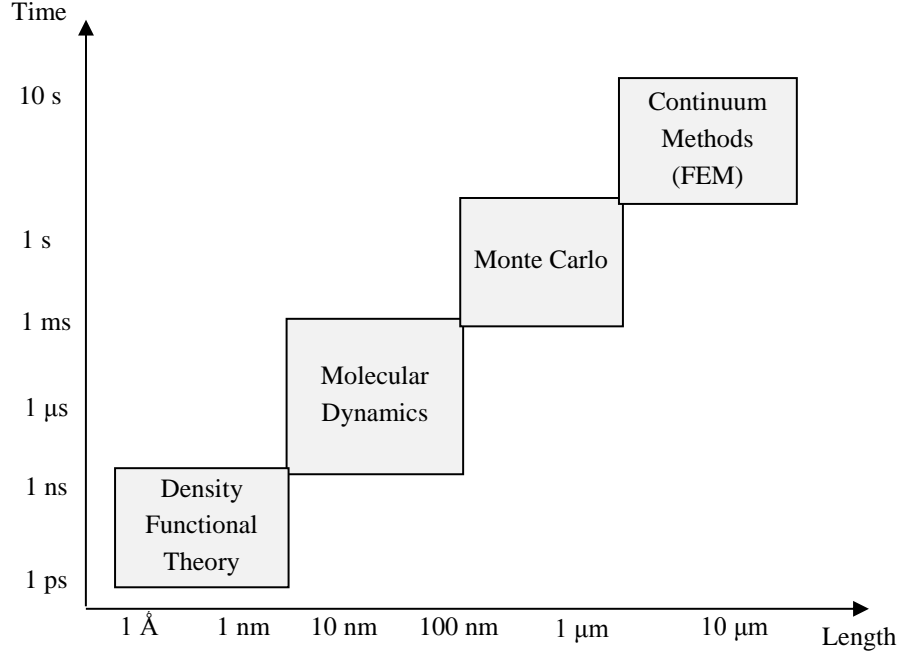 Time
10 s
Continuum
Methods
(FEM)
1 s
Monte Carlo
1 ms
Molecular
Dynamics
1 μs
1 ns
Density
Functional
Theory
1 ps
1 Å 1 nm 10 nm 100 nm 1 μm 10 μm
Length